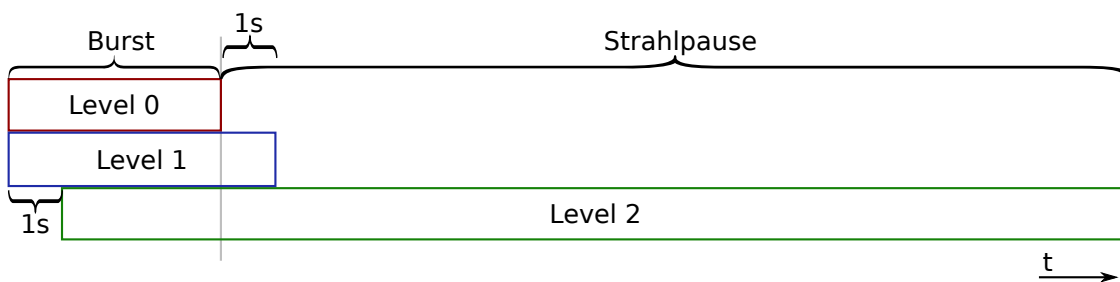 1s
Burst
Strahlpause
Level 0
Level 1
1s
Level 2
t